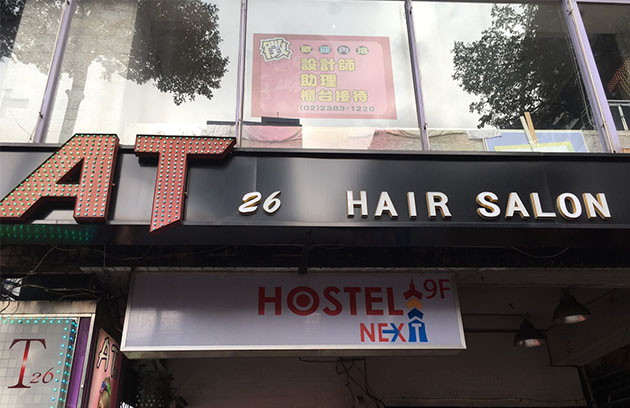 徵
歡迎內洽
設計師
助理
櫃台接待
(02)2383-1220
AT 26 HAIR SALON
HOSTEL 9F
NEXT
T26
AT